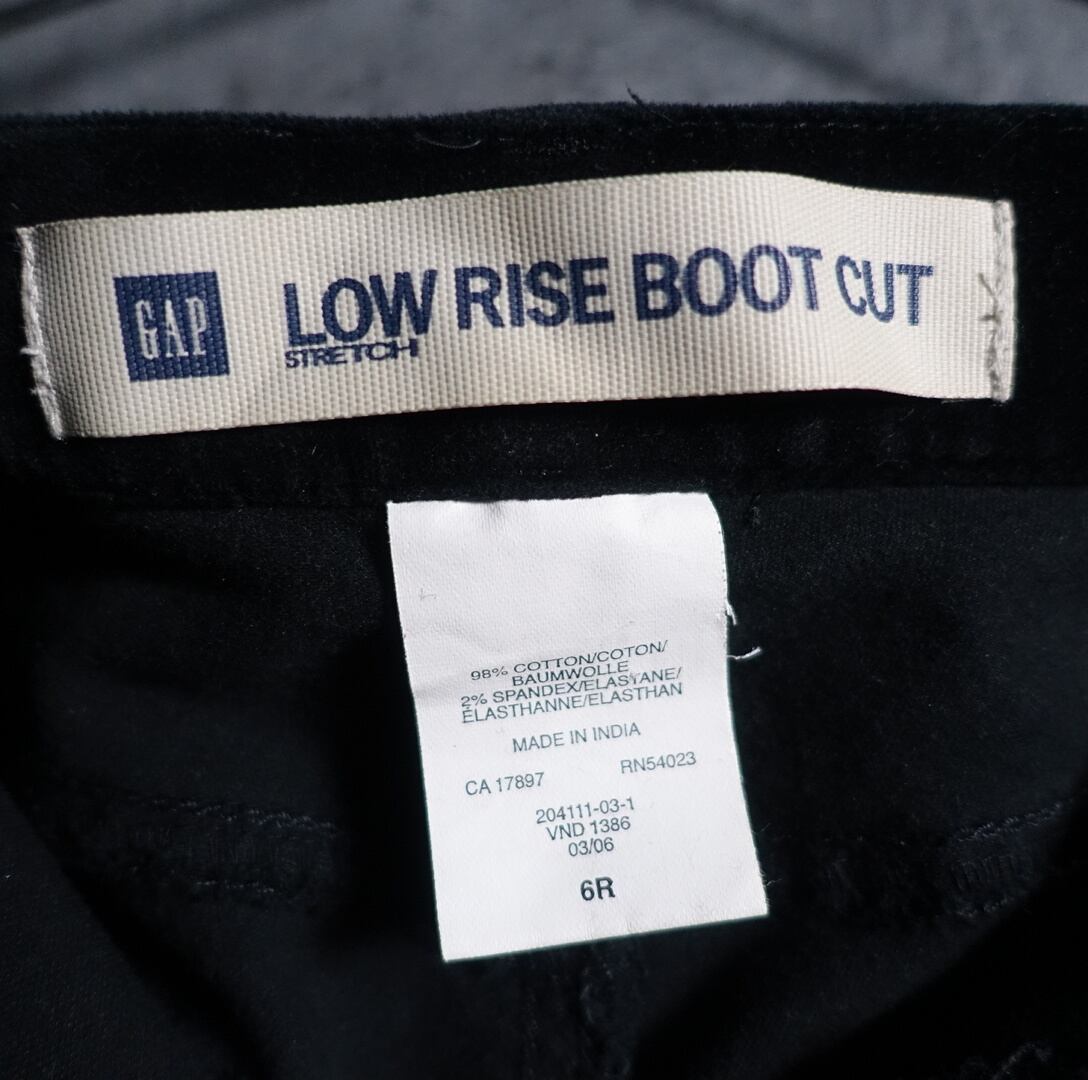 GAP
LOW RISE BOOT CUT
STRETCH
98% COTTON/COTON/
BAUMWOLLE
2% SPANDEX/ELASTANE/
ÉLASTHANNE/ELASTHAN
MADE IN INDIA
CA 17897 RN54023
204111-03-1
VND 1386
03/06
6R